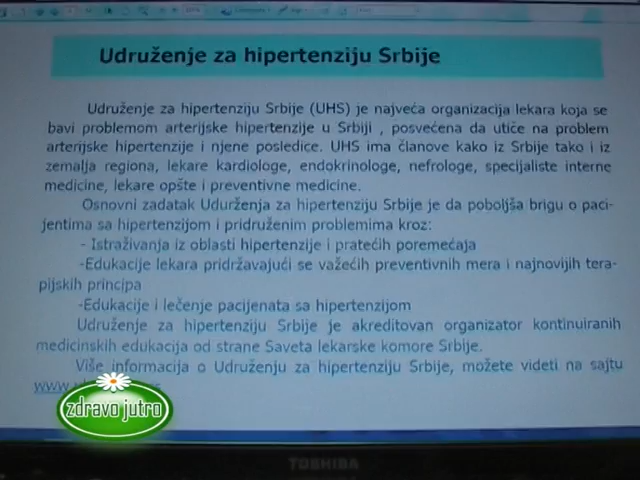 Udruženje za hipertenziju Srbije
Udruženje za hipertenziju Srbije (UHS) je najveća organizacija lekara koja se
bavi problemom arterijske hipertenzije u Srbiji , posvećena da utiče na problem
arterijske hipertenzije i njene posledice. UHS ima članove kako iz Srbije tako i iz
zemalja regiona, lekare kardiologe, endokrinologe, nefrologe, specijaliste interne
medicine, lekare opšte i preventivne medicine.
Osnovni zadatak Udurženja za hipertenziju Srbije je da poboljša brigu o paci-
jentima sa hipertenzijom i pridruženim problemima kroz:
- Istraživanja iz oblasti hipertenzije i pratećih poremećaja
-Edukacije lekara pridržavajući se važećih preventivnih mera i najnovijih tera-
pijskih principa
-Edukacije i lečenje pacijenata sa hipertenzijom
Udruženje za hipertenziju Srbije je akreditovan organizator kontinuiranih
medicinskih edukacija od strane Saveta lekarske komore Srbije.
Više informacija o Udruženju za hipertenziju Srbije, možete videti na sajtu
zdravo jutro
TOSHIBA